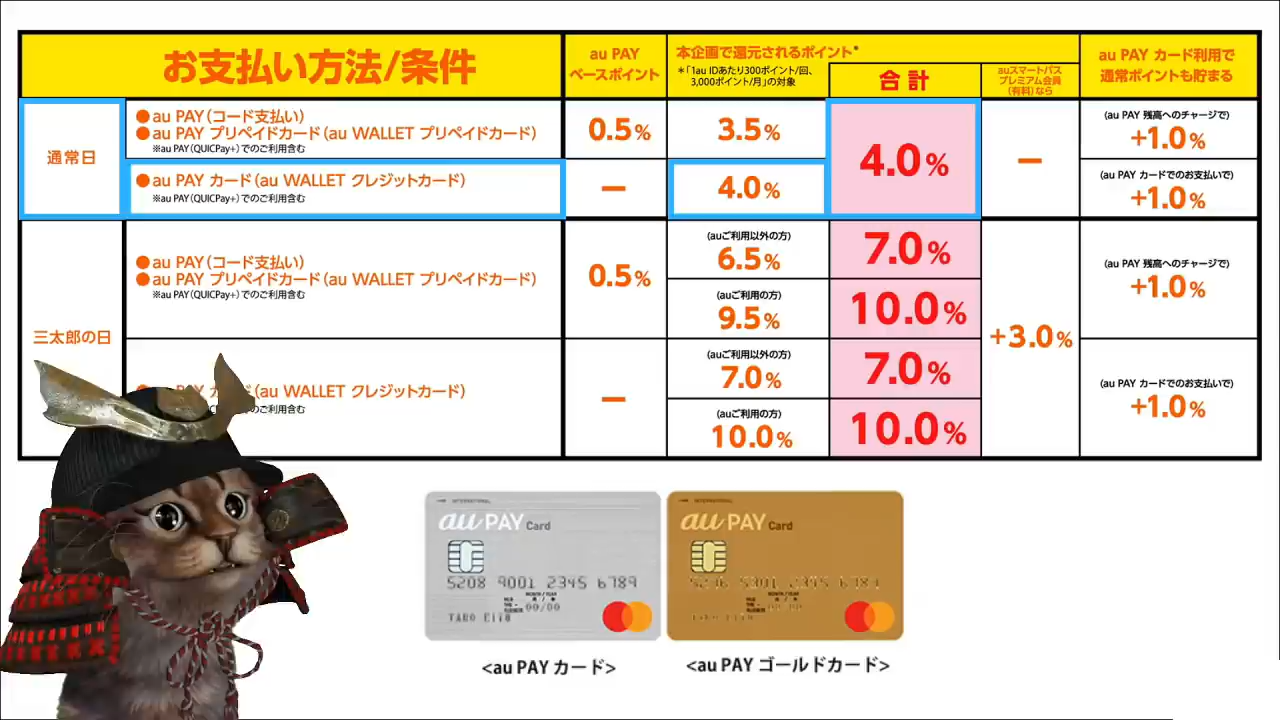 お支払い方法/条件
au PAY
ベースポイント
本企画で還元されるポイント*
*「1au IDあたり300ポイント/回、
3,000ポイント/月」の対象
合計
auスマートパス
プレミアム会員
(有料)なら
au PAY カード利用で
通常ポイントも貯まる
通常日
●au PAY(コード支払い)
●au PAY プリペイドカード(au WALLET プリペイドカード)
※au PAY(QUICPay+)でのご利用含む
0.5%
3.5%
4.0%
ー
(au PAY 残高へのチャージで)
+1.0%
●au PAY カード(au WALLET クレジットカード)
※au PAY(QUICPay+)でのご利用含む
ー
4.0%
(au PAY カードでのお支払いで)
+1.0%
三太郎の日
●au PAY(コード支払い)
●au PAY プリペイドカード(au WALLET プリペイドカード)
※au PAY(QUICPay+)でのご利用含む
0.5%
(auご利用以外の方)
6.5%
7.0%
(auご利用の方)
9.5%
10.0%
+3.0%
(au PAY 残高へのチャージで)
+1.0%
PAY カード(au WALLET クレジットカード)
のご利用含む
ー
(auご利用以外の方)
7.0%
7.0%
(auご利用の方)
10.0%
10.0%
(au PAY カードでのお支払いで)
+1.0%
INTERNATIONAL
au PAY Card
5208 9001 2345 6789
MONTH/YEAR
月/年
00/00
INTERNATIONAL
au PAY Card
MONTH/YEAR
月/年
<au PAY カード>
<au PAY ゴールドカード>